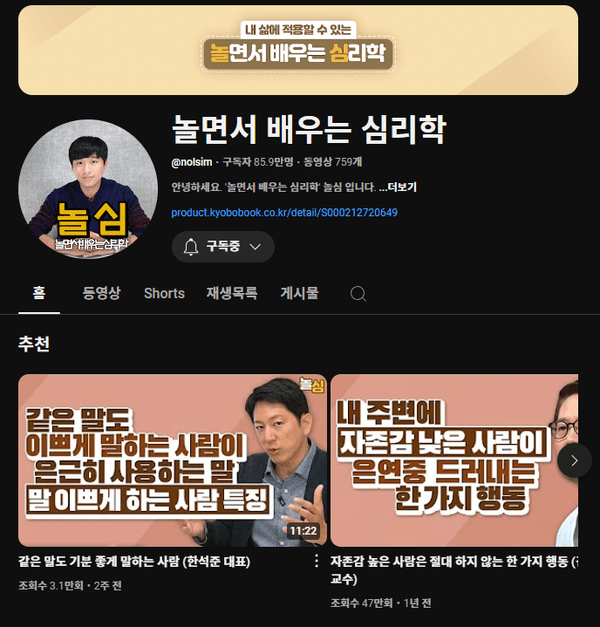 내 삶에 적용할 수 있는
놀면서 배우는 심리학
놀면서 배우는 심리학
@nolsim · 구독자 85.9만명 · 동영상 759개
안녕하세요. '놀면서 배우는 심리학' 놀심 입니다. ...더보기
product.kyobobook.co.kr/detail/S000212720649
놀심
놀면서 배우는 심리학
구독중
홈
동영상
Shorts
재생목록
게시물
추천
놀심
같은 말도
이쁘게 말하는 사람이
은근히 사용하는 말
말 이쁘게 하는 사람 특징
11:22
내 주변에
자존감 낮은 사람이
은연중 드러내는
한 가지 행동
같은 말도 기분 좋게 말하는 사람 (한석준 대표)
조회수 3.1만회 · 2주 전
자존감 높은 사람은 절대 하지 않는 한 가지 행동
교수)
조회수 47만회 · 1년 전